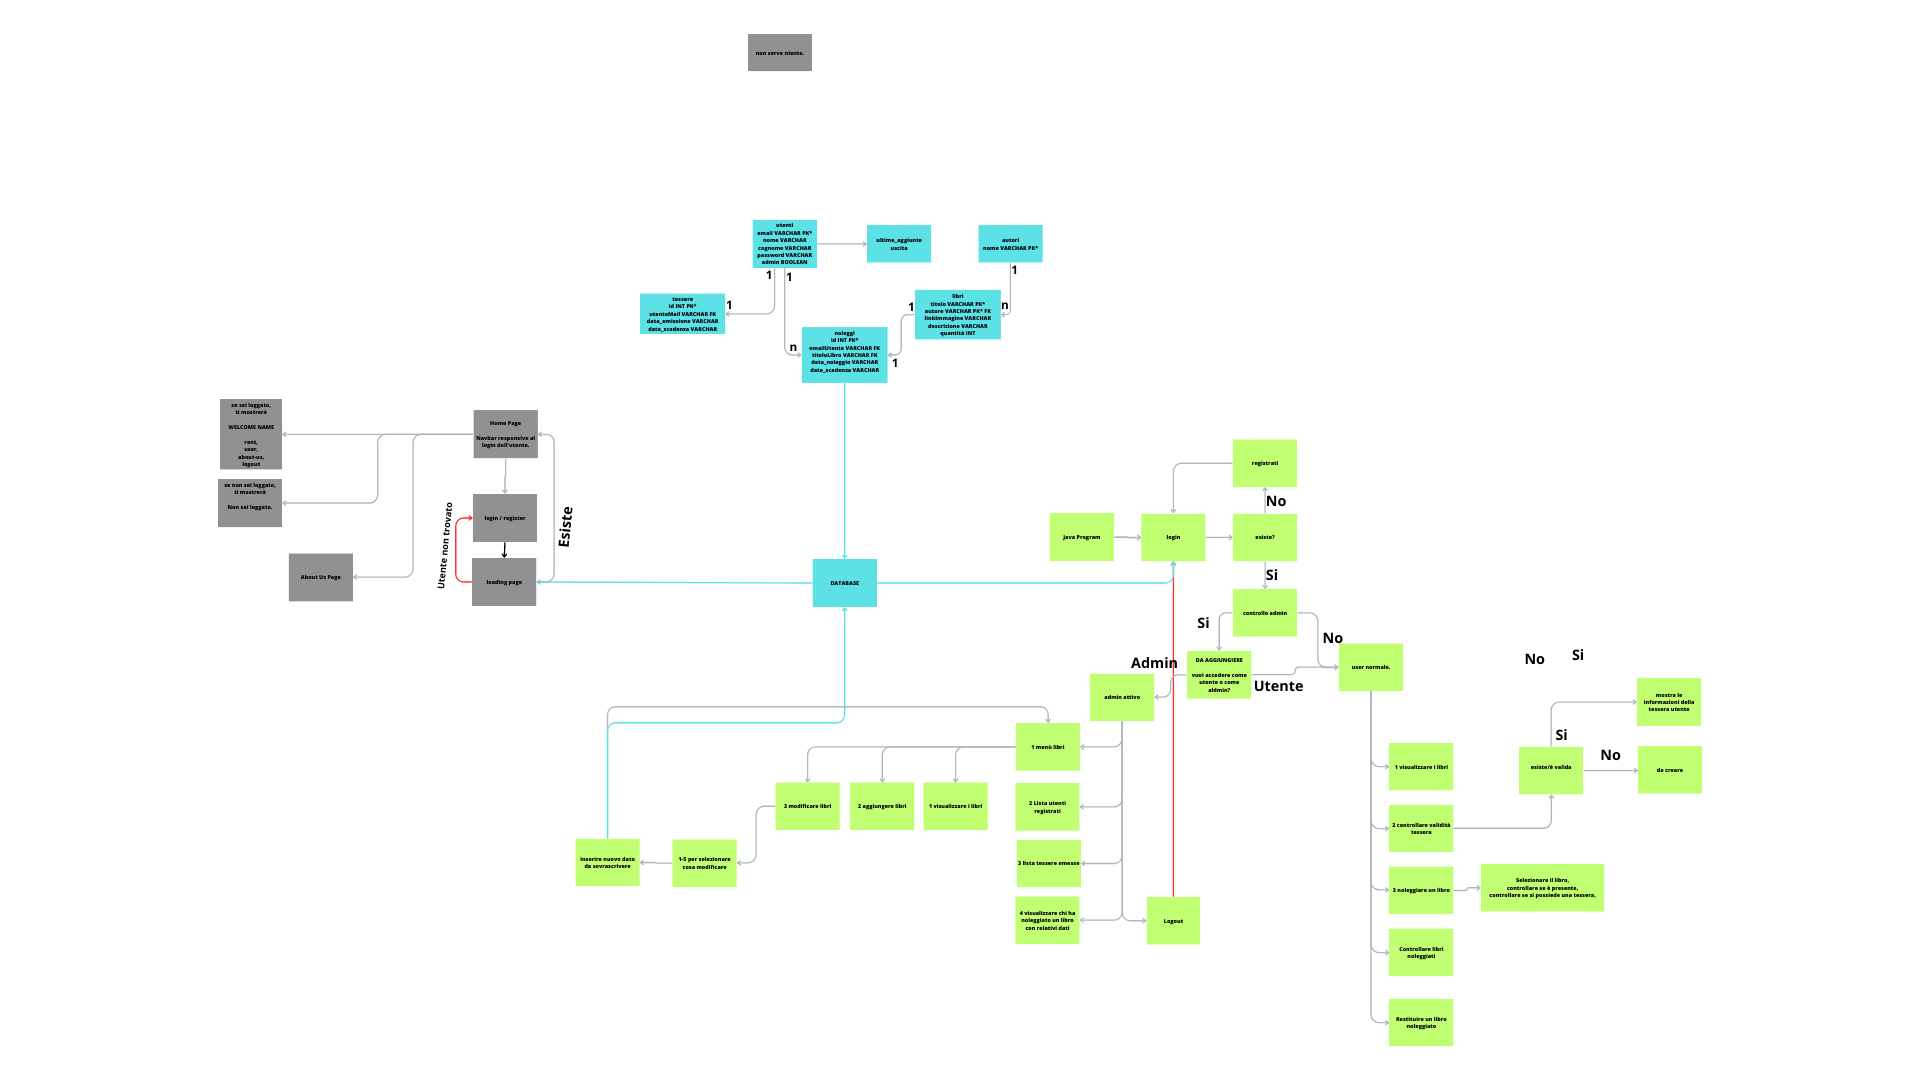 non serve niente.
utenti
email VARCHAR PK*
nome VARCHAR
cognome VARCHAR
password VARCHAR
admin BOOLEAN
ultime_aggiunte
uscita
autori
nome VARCHAR PK*
1
1
1
tessere
id INT PK*
utenteMail VARCHAR FK
data_emissione VARCHAR
data_scadenza VARCHAR
1
libri
titolo VARCHAR PK*
autore VARCHAR PK* FK
linkimmagine VARCHAR
descrizione VARCHAR
quantità INT
1
n
noleggi
id INT PK*
emailUtente VARCHAR FK
titoloLibro VARCHAR FK
data_noleggio VARCHAR
data_scadenza VARCHAR
n
1
se sei loggato,
ti mostrerà
WELCOME NAME
rent,
user,
about-us,
logout
Home Page
Navbar responsive al
login dell'utente.
se non sei loggato,
ti mostrerà
Non sei loggato.
login / register
Utente non trovato
Esiste
About Us Page
loading page
DATABASE
registrati
No
Java Program
login
esiste?
Si
controllo admin
Si
No
DA AGGIUNGERE
vuoi accedere come
utente o come
aldmin?
Admin
Utente
user normale.
No
Si
admin attivo
mostra le
informazioni della
tessera utente
1 menù libri
Si
No
1 visualizzare i libri
esiste/è valida
da creare
3 modificare libri
2 aggiungere libri
1 visualizzare i libri
2 Lista utenti
registrati
2 controllare validità
tessera
inserire nuovo dato
da sovrascrivere
1-5 per selezionare
cosa modificare
3 lista tessere emesse
3 noleggiare un libro
Selezionare il libro,
controllare se è presente,
controllare se si possiede una tessera,
4 visualizzare chi ha
noleggiato un libro
con relativi dati
Logout
Controllare libri
noleggiati
Restituire un libro
noleggiato